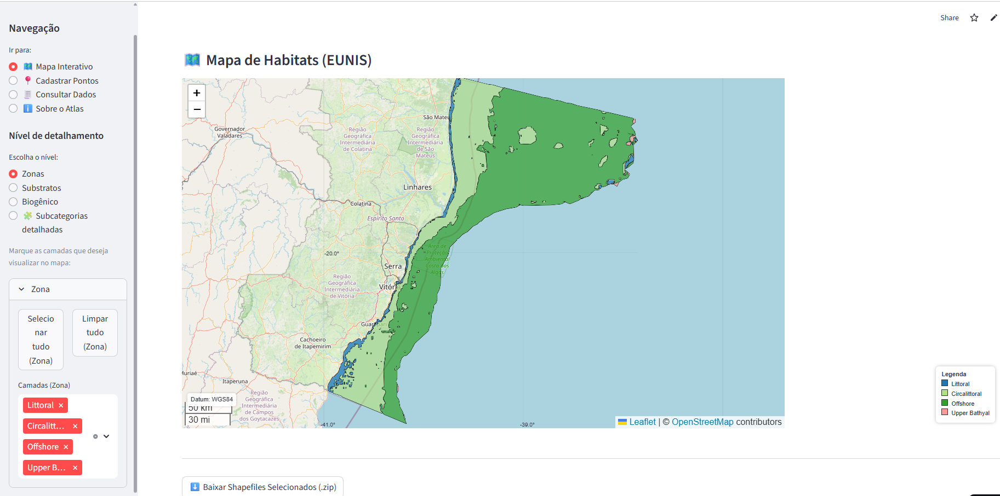 Navegação
Ir para:
Mapa Interativo
Cadastrar Pontos
Consultar Dados
Sobre o Atlas
Nível de detalhamento
Escolha o nível:
Zonas
Substratos
Biogênico
Subcategorias
detalhadas
Marque as camadas que deseja
visualizar no mapa:
Zona
Selecio
nar
tudo
(Zona)
Limpar
tudo
(Zona)
Camadas (Zona)
Littoral ×
Circalitt... ×
Offshore ×
Upper B... ×
Share
Mapa de Habitats (EUNIS)
+
−
São Mateu
Governador
Valadares
Região
Geográfica
Intermediária
de Colatina
Região
Geográfica
Intermediária
de São
Mateus
Linhares
Colatina
Espírito Santo
-20.0°
Área de
Proteção
Ambiental
Costa das
Algas
Serra
Região
Geográfica
Intermediária
de Vitória
Vitória
Guarapari
Cachoeiro
de Itapemirim
Muriaé
Itaperuna
Região
Geográfica
Intermediária
de Campos
dos Goytacazes
Datum: WGS84
50 km
30 mi
-41.0°
-39.0°
Leaflet | © OpenStreetMap contributors
Legenda
Littoral
Circalittoral
Offshore
Upper Bathyal
Baixar Shapefiles Selecionados (.zip)